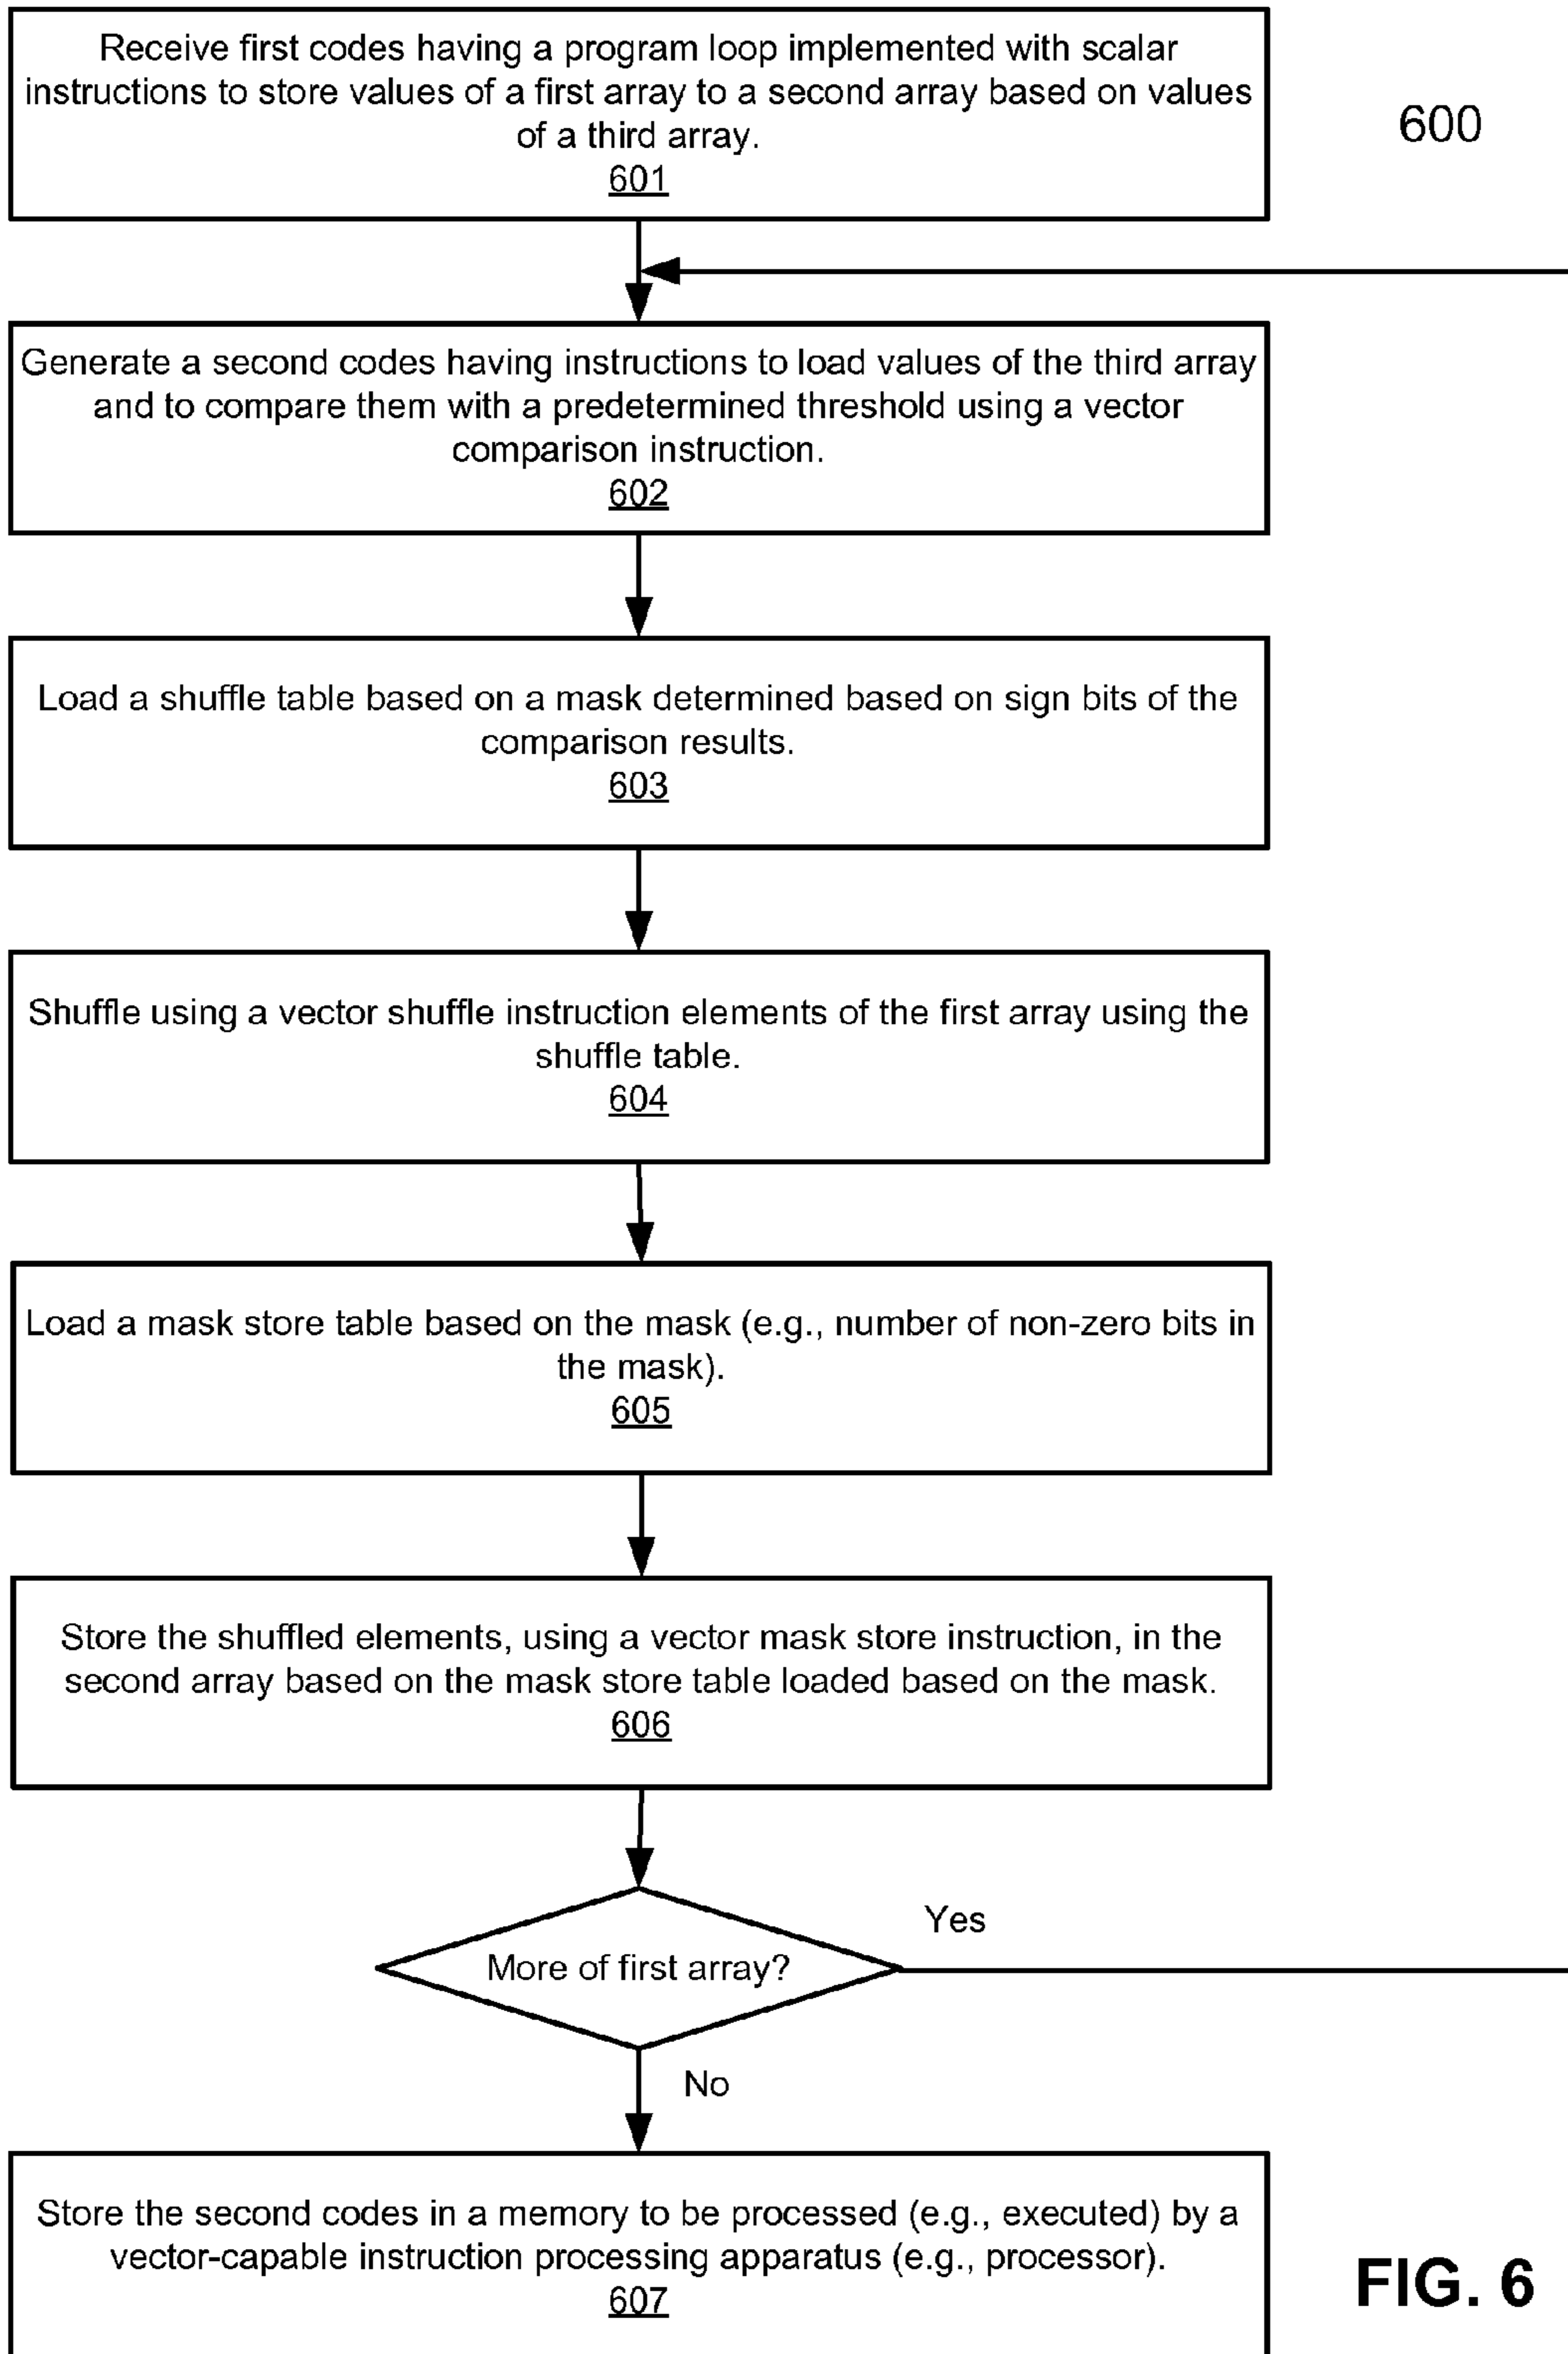 Receive first codes having a program loop implemented with scalar
instructions to store values of a first array to a second array based on values
of a third array.
601
600
Generate a second codes having instructions to load values of the third array
and to compare them with a predetermined threshold using a vector
comparison instruction.
602
Load a shuffle table based on a mask determined based on sign bits of the
comparison results.
603
Shuffle using a vector shuffle instruction elements of the first array using the
shuffle table.
604
Load a mask store table based on the mask (e.g., number of non-zero bits in
the mask).
605
Store the shuffled elements, using a vector mask store instruction, in the
second array based on the mask store table loaded based on the mask.
606
Yes
More of first array?
No
Store the second codes in a memory to be processed (e.g., executed) by a
vector-capable instruction processing apparatus (e.g., processor).
607
FIG. 6